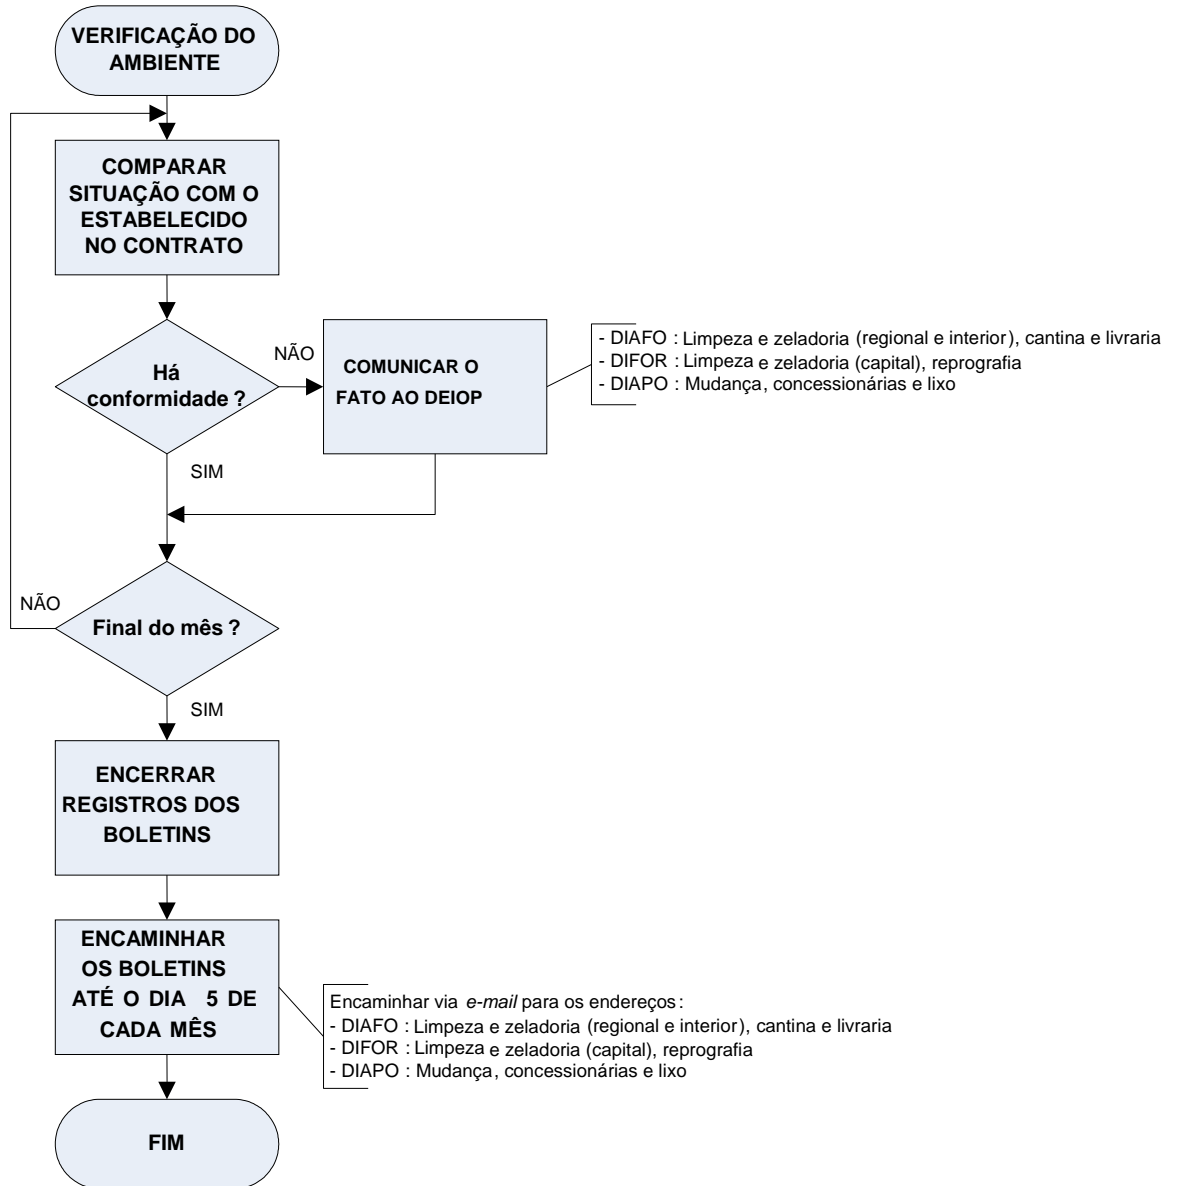 VERIFICAÇÃO DO
AMBIENTE
COMPARAR
SITUAÇÃO COM O
ESTABELECIDO
NO CONTRATO
Há
conformidade ?
NÃO
COMUNICAR O
FATO AO DEIOP
- DIAFO : Limpeza e zeladoria (regional e interior), cantina e livraria
- DIFOR : Limpeza e zeladoria (capital), reprografia
- DIAPO : Mudança, concessionárias e lixo
SIM
NÃO
Final do mês ?
SIM
ENCERRAR
REGISTROS DOS
BOLETINS
ENCAMINHAR
OS BOLETINS
ATÉ O DIA 5 DE
CADA MÊS
Encaminhar via e-mail para os endereços :
- DIAFO : Limpeza e zeladoria (regional e interior), cantina e livraria
- DIFOR : Limpeza e zeladoria (capital), reprografia
- DIAPO : Mudança, concessionárias e lixo
FIM